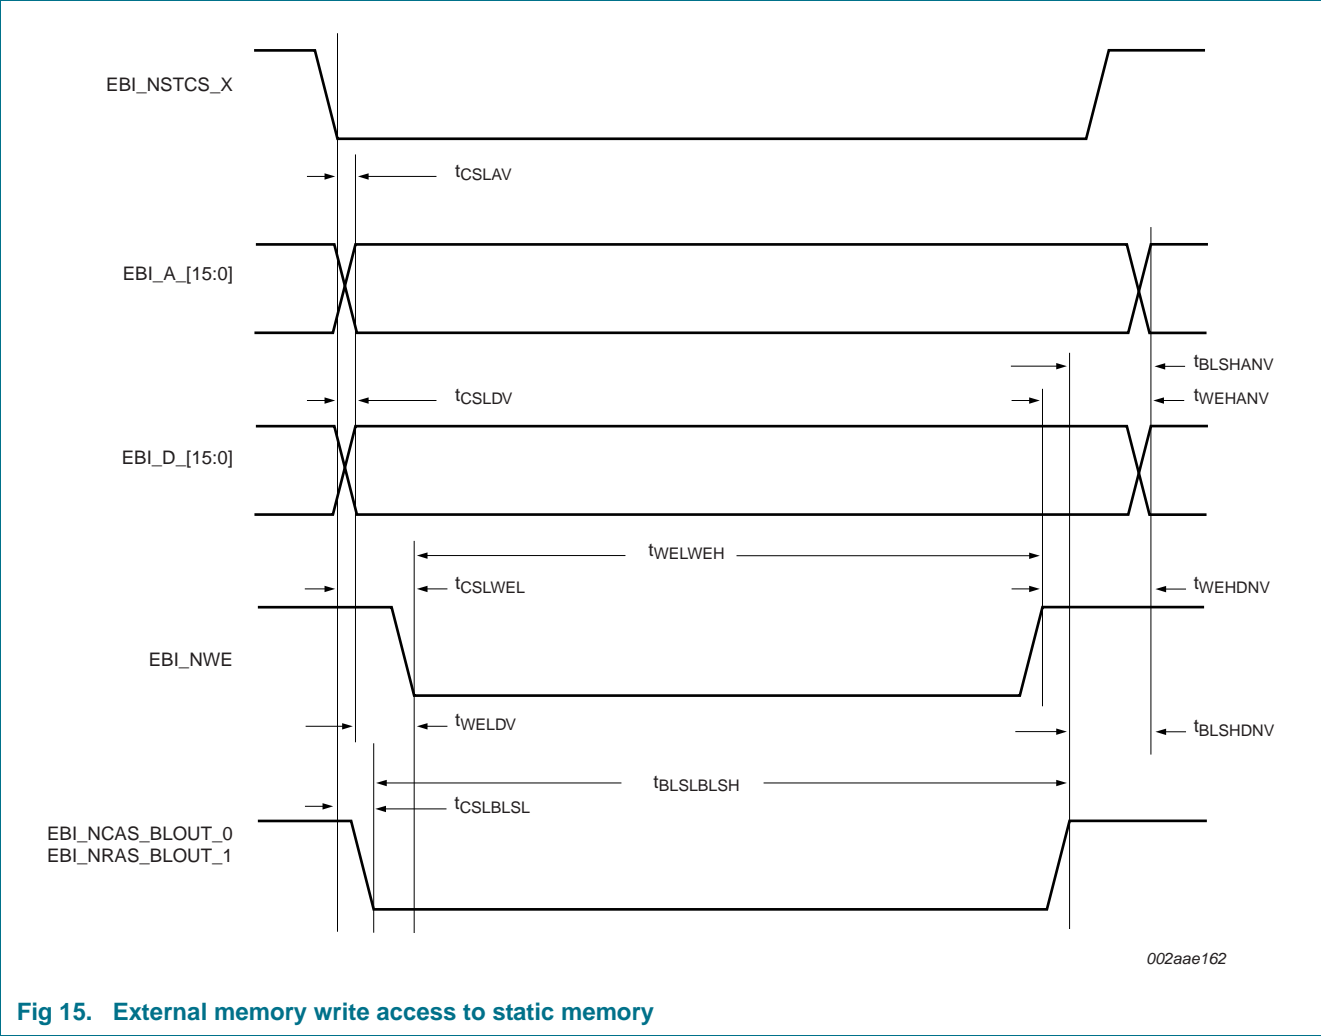 EBI_NSTCS_X
tCSLAV
EBI_A_[15:0]
tBLSHANV
tCSLDV
tWEHANV
EBI_D_[15:0]
tWELWEH
tCSLWEL
tWEHDNV
EBI_NWE
tWELDV
tBLSHDNV
tBLSLBLSH
tCSLBLSL
EBI_NCAS_BLOUT_0
EBI_NRAS_BLOUT_1
002aae162
Fig 15. External memory write access to static memory